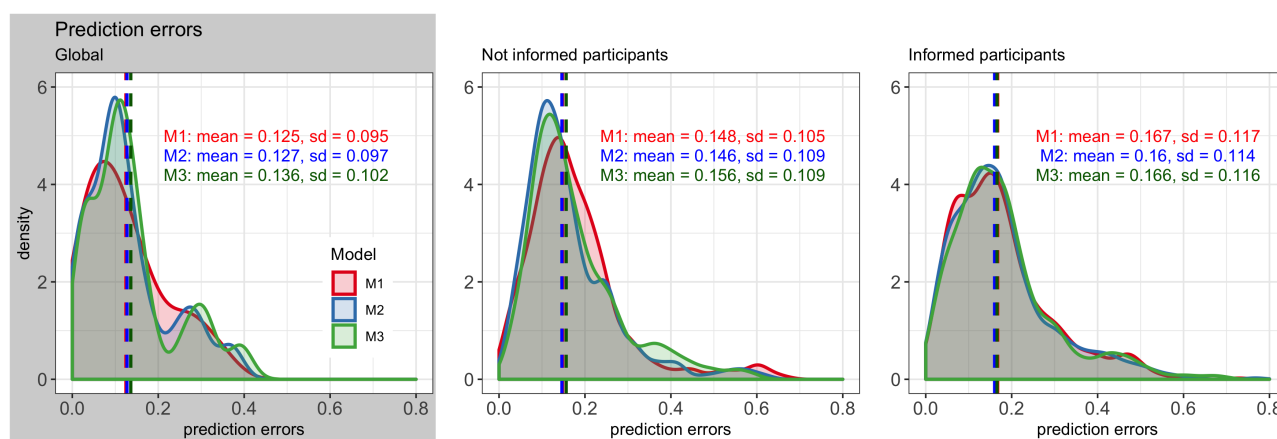 Prediction errors
Global
6
4
2
0
density
M1: mean = 0.125, sd = 0.095
M2: mean = 0.127, sd = 0.097
M3: mean = 0.136, sd = 0.102
Model
M1
M2
M3
0.0 0.2 0.4 0.6 0.8
prediction errors
Not informed participants
6
4
2
0
M1: mean = 0.148, sd = 0.105
M2: mean = 0.146, sd = 0.109
M3: mean = 0.156, sd = 0.109
0.0 0.2 0.4 0.6 0.8
prediction errors
Informed participants
6
4
2
0
M1: mean = 0.167, sd = 0.117
M2: mean = 0.16, sd = 0.114
M3: mean = 0.166, sd = 0.116
0.0 0.2 0.4 0.6 0.8
prediction errors